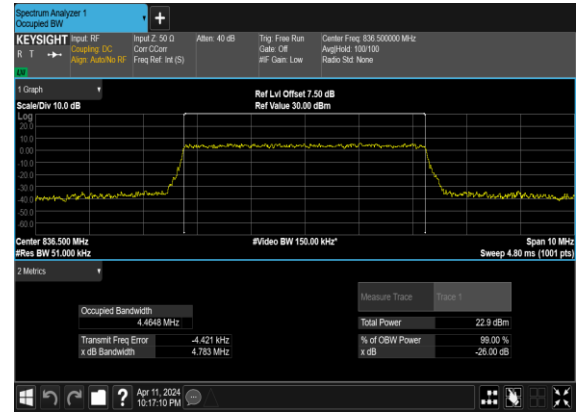 Spectrum Analyzer 1
Occupied BW
+
KEYSIGHT Input: RF Input Z: 50 Ω Atten: 40 dB Trig: Free Run Center Freq: 836.500000 MHz
R T Coupling: DC Corr CCorr Gate: Off Avg|Hold: 100/100
Align: Auto/No RF Freq Ref: Int (S) #IF Gain: Low Radio Std: None
LW
1 Graph
Ref Lvl Offset 7.50 dB
Scale/Div 10.0 dB Ref Value 30.00 dBm
Log
20.0
10.0
0.00
-10.0
-20.0
-30.0
-40.0
-50.0
-60.0
Center 836.500 MHz #Video BW 150.00 kHz* Span 10 MHz
#Res BW 51.000 kHz Sweep 4.80 ms (1001 pts)
2 Metrics
Measure Trace Trace 1
Occupied Bandwidth
4.4648 MHz Total Power 22.9 dBm
Transmit Freq Error -4.421 kHz % of OBW Power 99.00 %
x dB Bandwidth 4.783 MHz x dB -26.00 dB
? Apr 11, 2024
10:17:10 PM